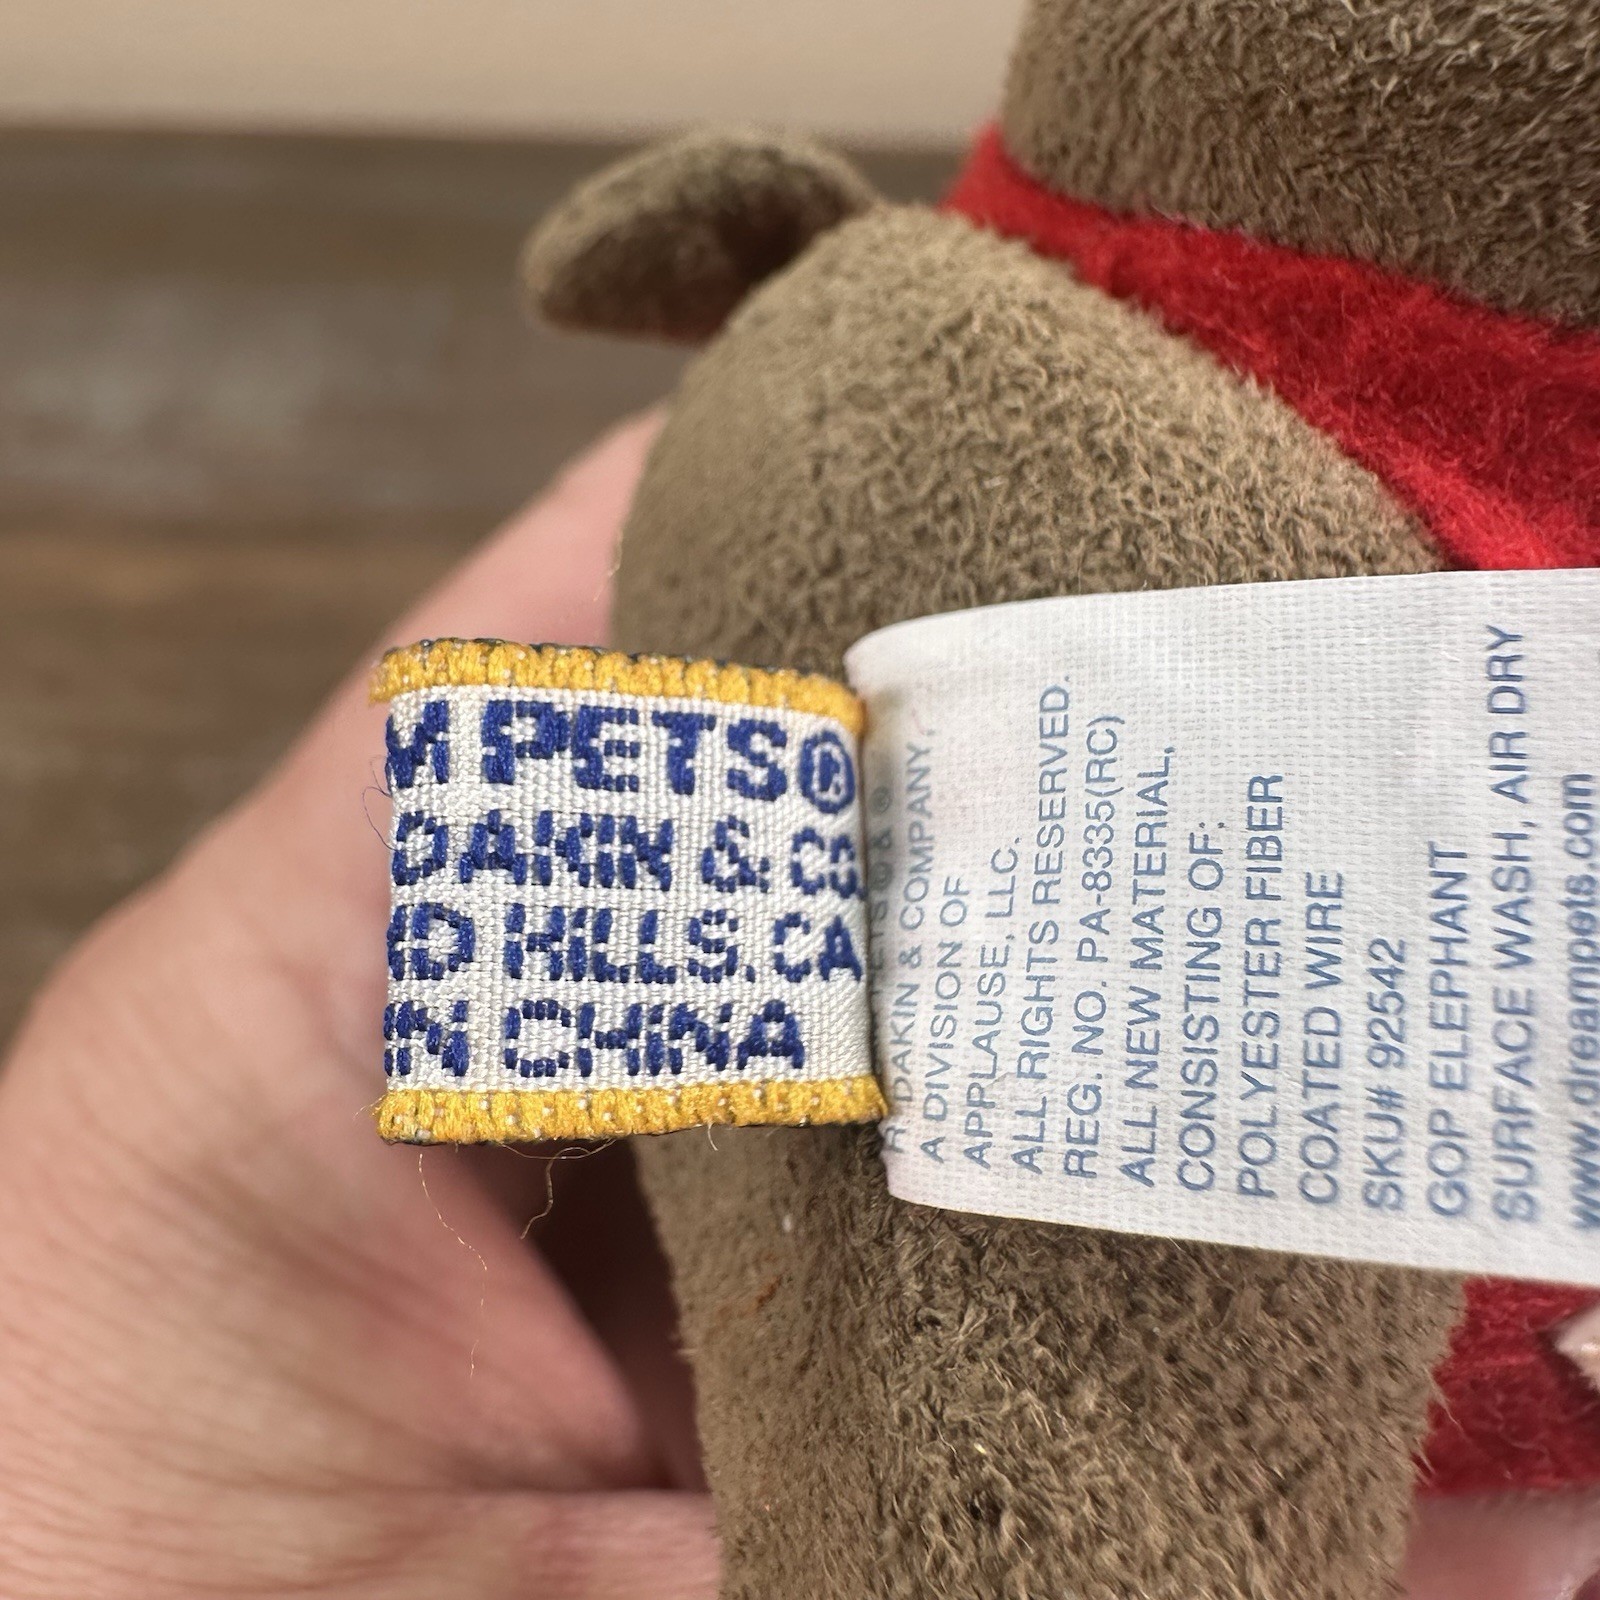 M PETS®
DAKIN & CO.
D HILLS, CA
IN CHINA
PETS® & ®
R DAKIN & COMPANY,
A DIVISION OF
APPLAUSE, LLC.
ALL RIGHTS RESERVED.
REG. NO. PA-8335(RC)
ALL NEW MATERIAL,
CONSISTING OF:
POLYESTER FIBER
COATED WIRE
SKU# 92542
GOP ELEPHANT
SURFACE WASH, AIR DRY
www.dreampets.com